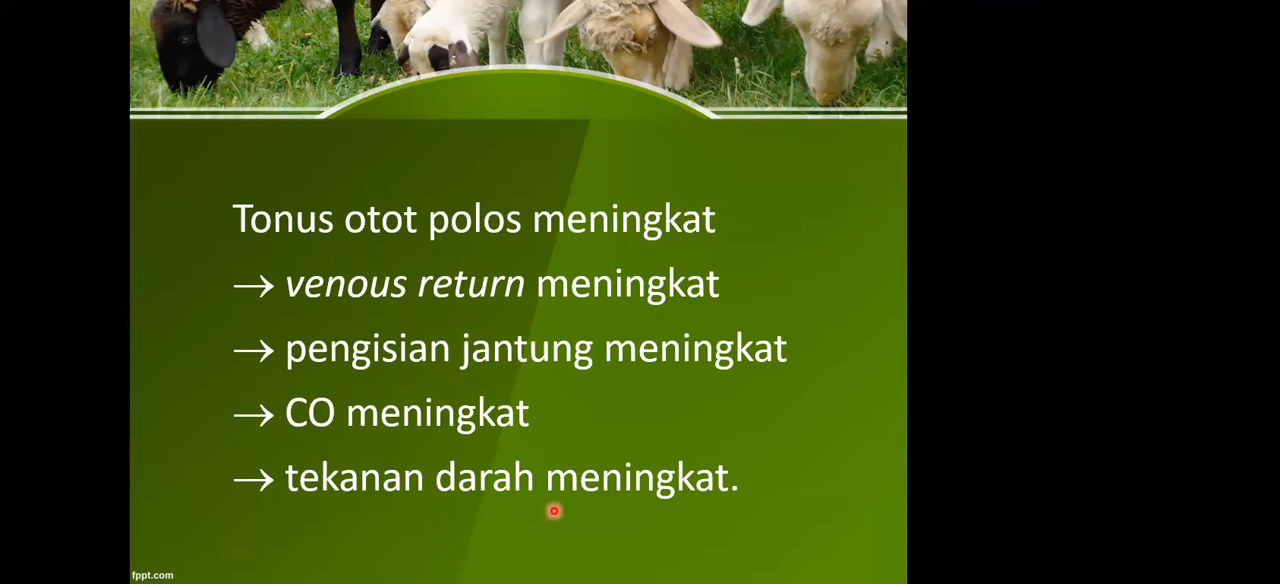 Tonus otot polos meningkat
→ venous return meningkat
→ pengisian jantung meningkat
→ CO meningkat
→ tekanan darah meningkat.
fppt.com